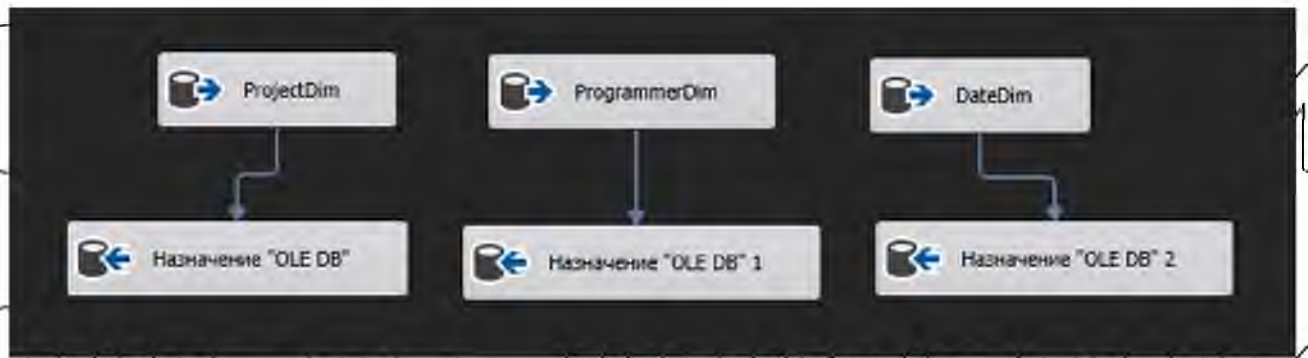 ProjectDim
ProgrammerDim
DateDim
Назначение "OLE DB"
Назначение "OLE DB" 1
Назначение "OLE DB" 2